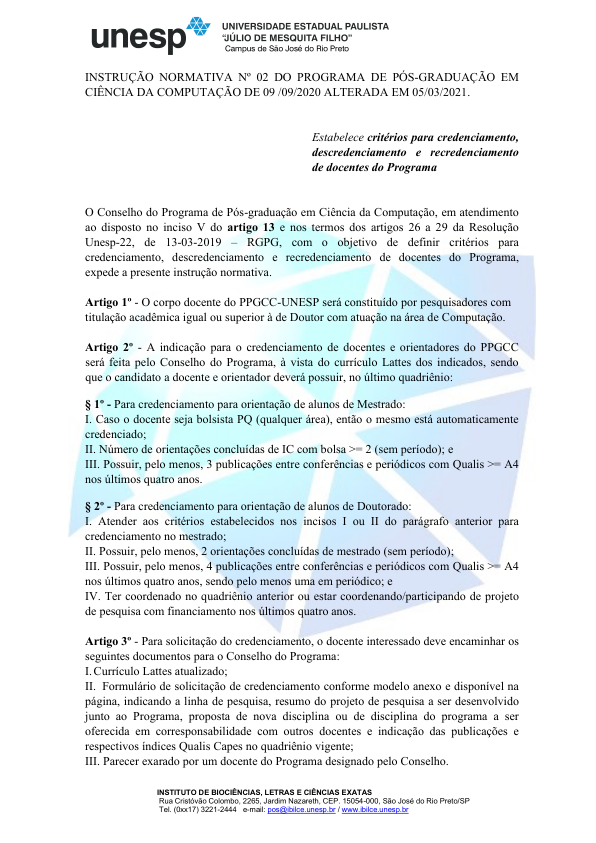 unesp
UNIVERSIDADE ESTADUAL PAULISTA
"JÚLIO DE MESQUITA FILHO"
Campus de São José do Rio Preto
INSTRUÇÃO NORMATIVA Nº 02 DO PROGRAMA DE PÓS-GRADUAÇÃO EM
CIÊNCIA DA COMPUTAÇÃO DE 09 /09/2020 ALTERADA EM 05/03/2021.
Estabelece critérios para credenciamento,
descredenciamento e recredenciamento
de docentes do Programa
O Conselho do Programa de Pós-graduação em Ciência da Computação, em atendimento
ao disposto no inciso V do artigo 13 e nos termos dos artigos 26 a 29 da Resolução
Unesp-22, de 13-03-2019 – RGPG, com o objetivo de definir critérios para
credenciamento, descredenciamento e recredenciamento de docentes do Programa,
expede a presente instrução normativa.
Artigo 1º - O corpo docente do PPGCC-UNESP será constituído por pesquisadores com
titulação acadêmica igual ou superior à de Doutor com atuação na área de Computação.
Artigo 2º - A indicação para o credenciamento de docentes e orientadores do PPGCC
será feita pelo Conselho do Programa, à vista do currículo Lattes dos indicados, sendo
que o candidato a docente e orientador deverá possuir, no último quadriênio:
§ 1º - Para credenciamento para orientação de alunos de Mestrado:
I. Caso o docente seja bolsista PQ (qualquer área), então o mesmo está automaticamente
credenciado;
II. Número de orientações concluídas de IC com bolsa >= 2 (sem período); e
III. Possuir, pelo menos, 3 publicações entre conferências e periódicos com Qualis >= A4
nos últimos quatro anos.
§ 2º - Para credenciamento para orientação de alunos de Doutorado:
I. Atender aos critérios estabelecidos nos incisos I ou II do parágrafo anterior para
credenciamento no mestrado;
II. Possuir, pelo menos, 2 orientações concluídas de mestrado (sem período);
III. Possuir, pelo menos, 4 publicações entre conferências e periódicos com Qualis >= A4
nos últimos quatro anos, sendo pelo menos uma em periódico; e
IV. Ter coordenado no quadriênio anterior ou estar coordenando/participando de projeto
de pesquisa com financiamento nos últimos quatro anos.
Artigo 3º - Para solicitação do credenciamento, o docente interessado deve encaminhar os
seguintes documentos para o Conselho do Programa:
I. Currículo Lattes atualizado;
II. Formulário de solicitação de credenciamento conforme modelo anexo e disponível na
página, indicando a linha de pesquisa, resumo do projeto de pesquisa a ser desenvolvido
junto ao Programa, proposta de nova disciplina ou de disciplina do programa a ser
oferecida em corresponsabilidade com outros docentes e indicação das publicações e
respectivos índices Qualis Capes no quadriênio vigente;
III. Parecer exarado por um docente do Programa designado pelo Conselho.
INSTITUTO DE BIOCIÊNCIAS, LETRAS E CIÊNCIAS EXATAS
Rua Cristóvão Colombo, 2265, Jardim Nazareth, CEP. 15054-000, São José do Rio Preto/SP
Tel. (0xx17) 3221-2444 e-mail: pos@ibilce.unesp.br / www.ibilce.unesp.br